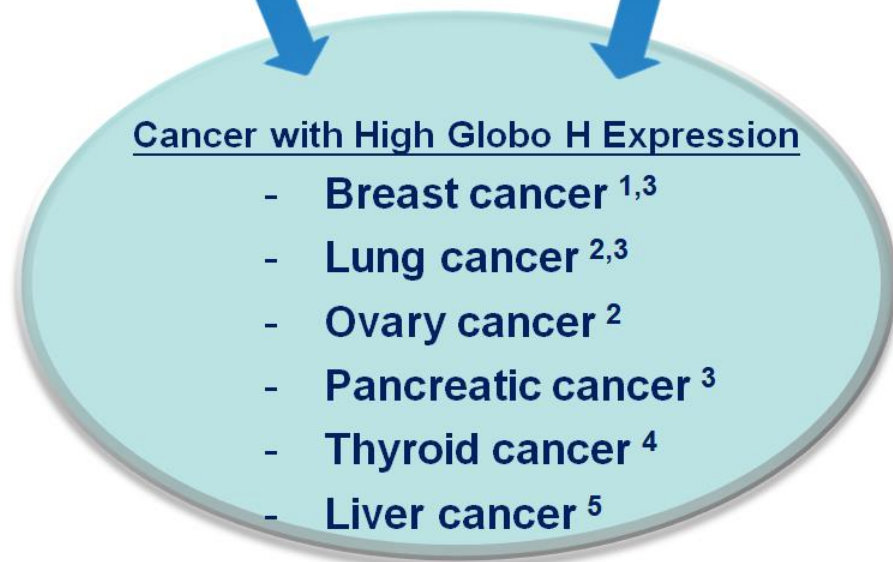 Cancer with High Globo H Expression
- Breast cancer 1,3
- Lung cancer 2,3
- Ovary cancer 2
- Pancreatic cancer 3
- Thyroid cancer 4
- Liver cancer 5